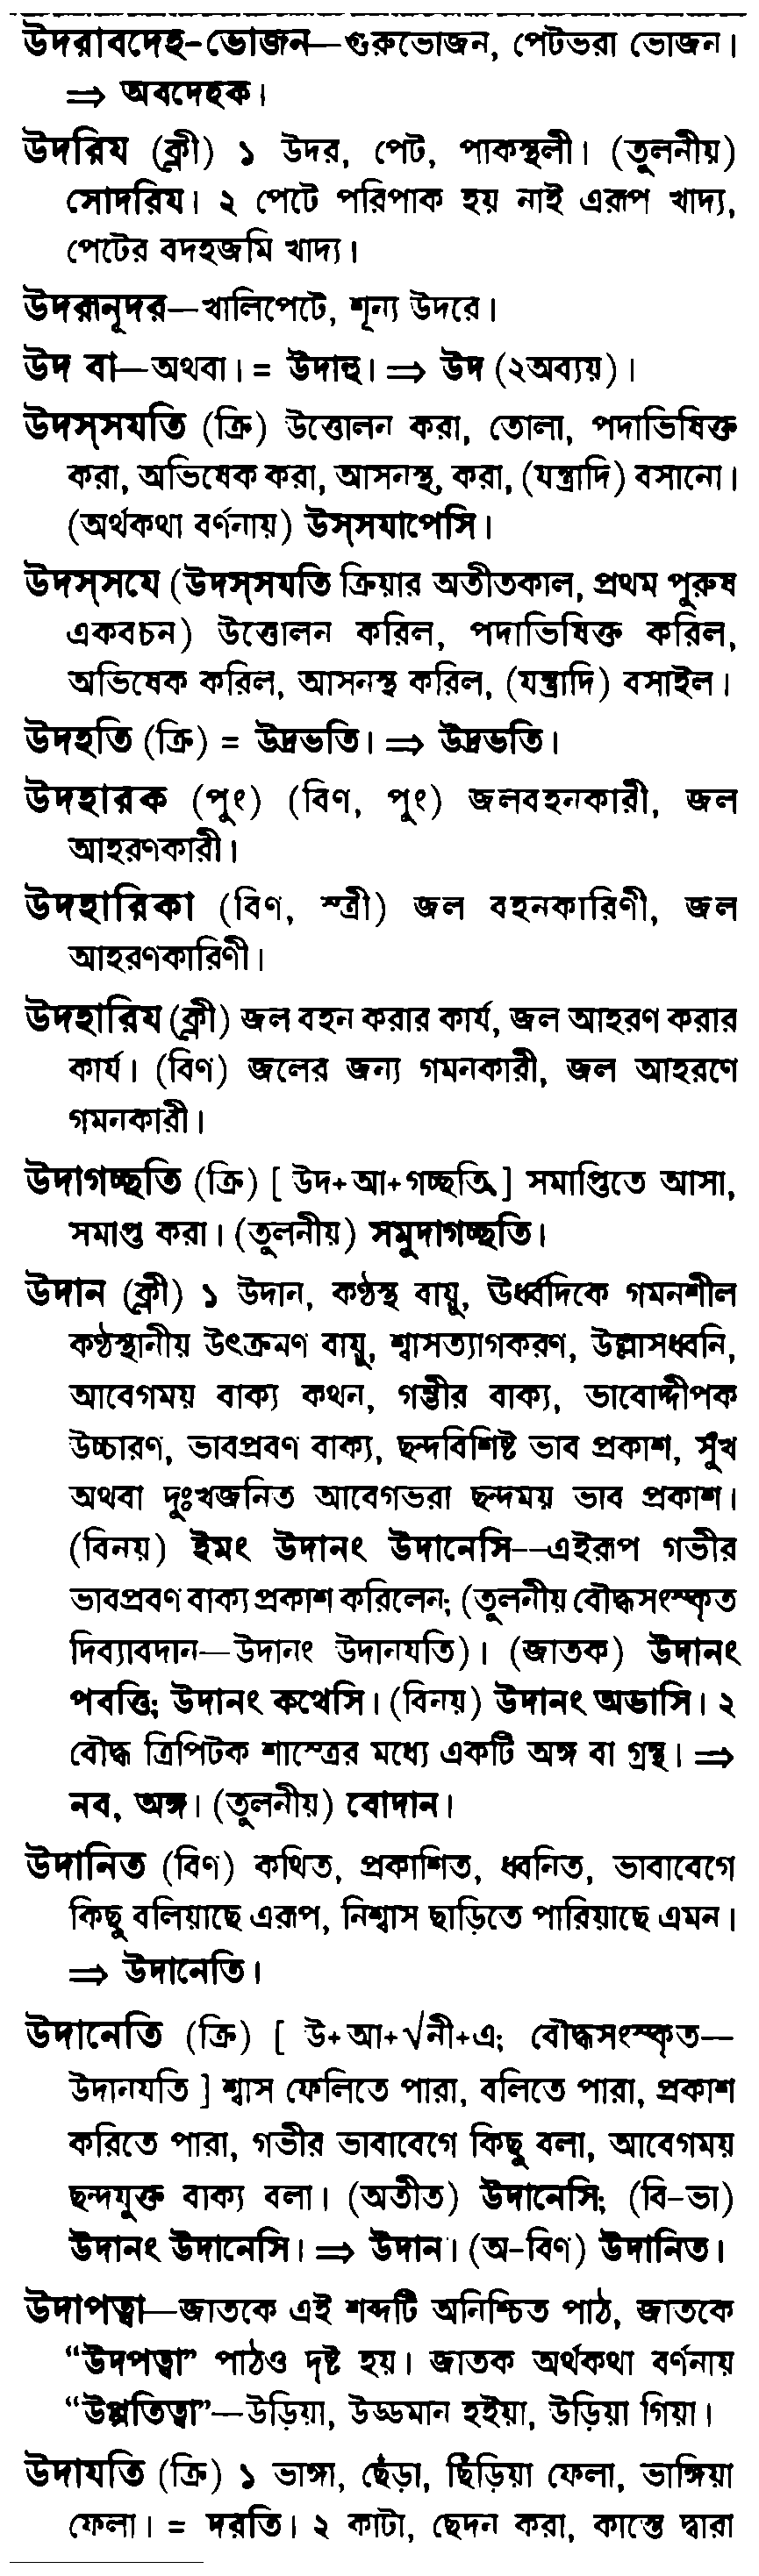 উদরাবদেহ-ভোজন—গুরুভোজন, পেটভরা ভোজন।
⇒ অবদেহক।
উদরিয (ক্লী) ১ উদর, পেট, পাকস্থলী। (তুলনীয়)
সোদরিয। ২ পেটে পরিপাক হয় নাই এরূপ খাদ্য,
পেটের বদহজমি খাদ্য।
উদরানূদর—খালিপেটে, শূন্য উদরে।
উদ বা—অথবা। = উদাহু। ⇒ উদ (২অব্যয়)।
উদস্সযতি (ক্রি) উত্তোলন করা, তোলা, পদাভিষিক্ত
করা, অভিষেক করা, আসনস্থ করা, (যন্ত্রাদি) বসানো।
(অর্থকথা বর্ণনায়) উস্সযাপেসি।
উদস্সযে (উদস্সযতি ক্রিয়ার অতীতকাল, প্রথম পুরুষ
একবচন) উত্তোলন করিল, পদাভিষিক্ত করিল,
অভিষেক করিল, আসনস্থ করিল, (যন্ত্রাদি) বসাইল।
উদহতি (ক্রি) = উদ্রভতি। ⇒ উদ্রভতি।
উদহারক (পুং) (বিণ, পুং) জলবহনকারী, জল
আহরণকারী।
উদহারিকা (বিণ, স্ত্রী) জল বহনকারিণী, জল
আহরণকারিণী।
উদহারিয (ক্লী) জল বহন করার কার্য, জল আহরণ করার
কার্য। (বিণ) জলের জন্য গমনকারী, জল আহরণে
গমনকারী।
উদাগচ্ছতি (ক্রি) [ উদ+আ+গচ্ছতি ] সমাপ্তিতে আসা,
সমাপ্ত করা। (তুলনীয়) সমুদাগচ্ছতি।
উদান (ক্লী) ১ উদান, কণ্ঠস্থ বায়ু, ঊর্ধ্বদিকে গমনশীল
কণ্ঠস্থানীয় উৎক্রমণ বায়ু, শ্বাসত্যাগকরণ, উল্লাসধ্বনি,
আবেগময় বাক্য কথন, গম্ভীর বাক্য, ভাবোদ্দীপক
উচ্চারণ, ভাবপ্রবণ বাক্য, ছন্দবিশিষ্ট ভাব প্রকাশ, সুখ
অথবা দুঃখজনিত আবেগভরা ছন্দময় ভাব প্রকাশ।
(বিনয়) ইমং উদানং উদানেসি—এইরূপ গভীর
ভাবপ্রবণ বাক্য প্রকাশ করিলেন; (তুলনীয় বৌদ্ধসংস্কৃত
দিব্যাবদান—উদানং উদানযতি)। (জাতক) উদানং
পবত্তি; উদানং কথেসি। (বিনয়) উদানং অভাসি। ২
বৌদ্ধ ত্রিপিটক শাস্ত্রের মধ্যে একটি অঙ্গ বা গ্রন্থ। ⇒
নব, অঙ্গ। (তুলনীয়) বোদান।
উদানিত (বিণ) কথিত, প্রকাশিত, ধ্বনিত, ভাবাবেগে
কিছু বলিয়াছে এরূপ, নিশ্বাস ছাড়িতে পারিয়াছে এমন।
⇒ উদানেতি।
উদানেতি (ক্রি) [ উ+আ+√নী+এ; বৌদ্ধসংস্কৃত—
উদানযতি ] শ্বাস ফেলিতে পারা, বলিতে পারা, প্রকাশ
করিতে পারা, গভীর ভাবাবেগে কিছু বলা, আবেগময়
ছন্দযুক্ত বাক্য বলা। (অতীত) উদানেসি; (বি-ভা)
উদানং উদানেসি। ⇒ উদান। (অ-বিণ) উদানিত।
উদাপত্বা—জাতকে এই শব্দটি অনিশ্চিত পাঠ, জাতকে
“উদপত্বা” পাঠও দৃষ্ট হয়। জাতক অর্থকথা বর্ণনায়
“উপ্পতিত্বা”—উড়িয়া, উড্ডমান হইয়া, উড়িয়া গিয়া।
উদাযতি (ক্রি) ১ ভাঙ্গা, ছেঁড়া, ছিঁড়িয়া ফেলা, ভাঙ্গিয়া
ফেলা। = দরতি। ২ কাটা, ছেদন করা, কাস্তে দ্বারা